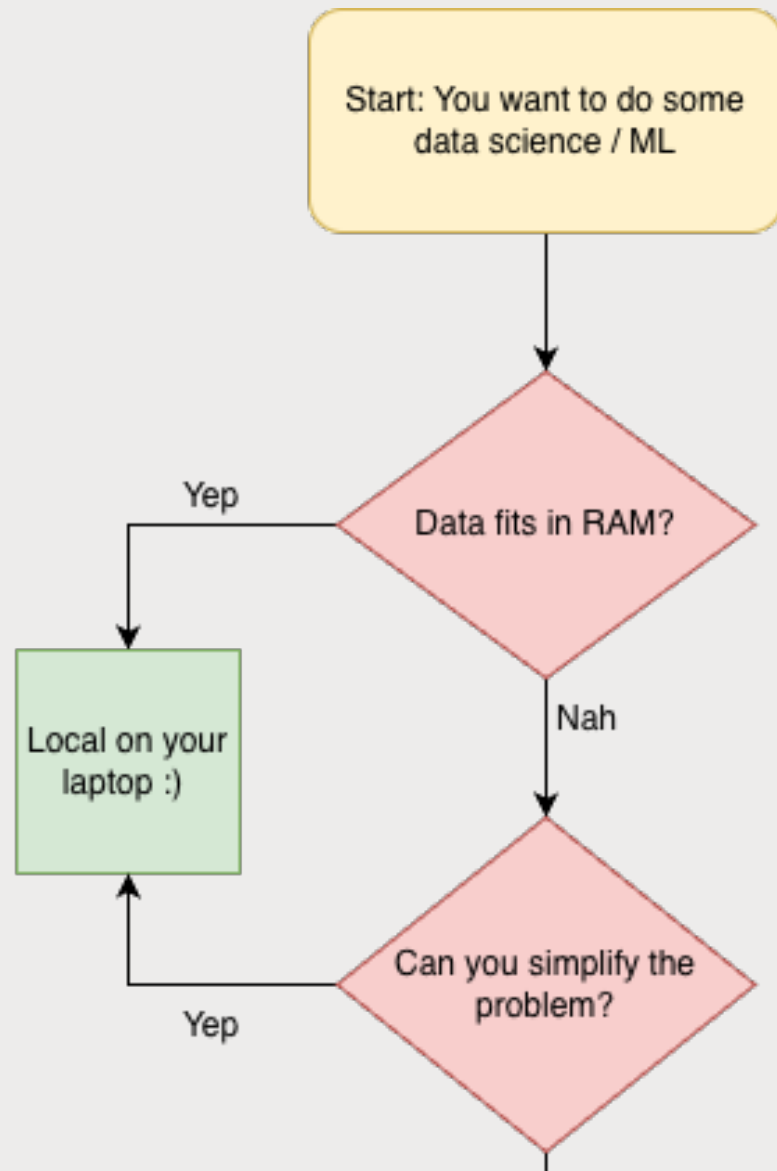 Start: You want to do some
data science / ML
Yep
Data fits in RAM?
Nah
Local on your
laptop :)
Can you simplify the
problem?
Yep